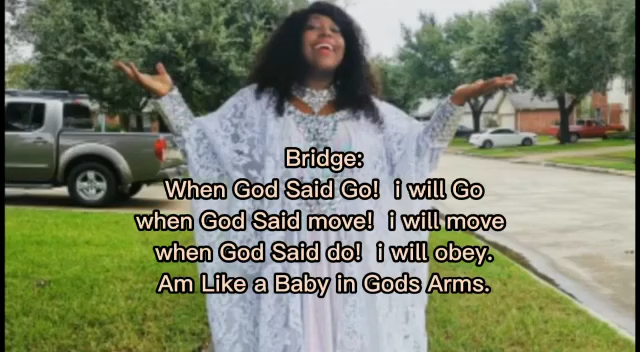 Bridge:
When God Said Go! i will Go
when God Said move! i will move
when God Said do! i will obey.
Am Like a Baby in Gods Arms.